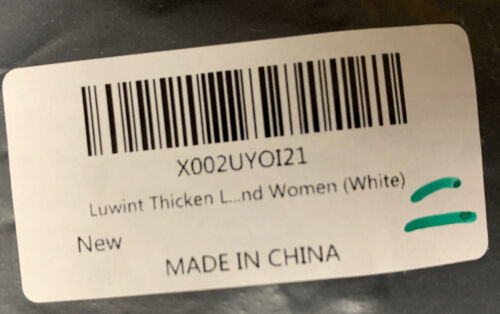 X002UYOI21
Luwint Thicken L...nd Women (White)
New
MADE IN CHINA